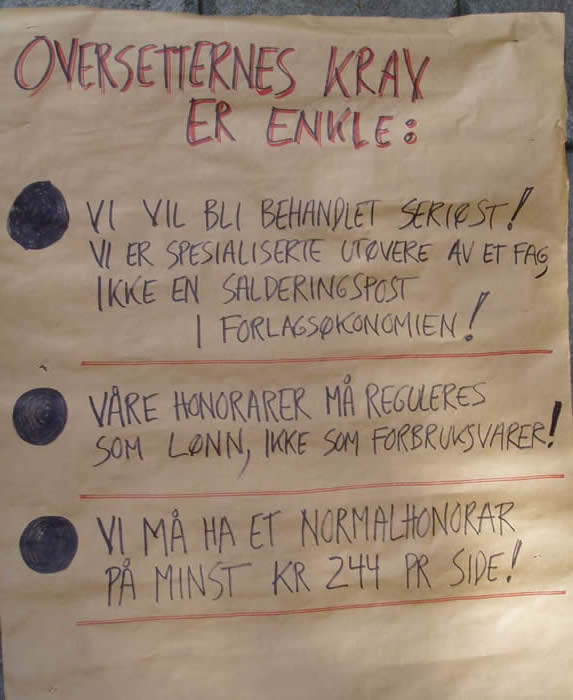 OVERSETTERNES KRAV
ER ENKLE:
VI VIL BLI BEHANDLET SERIØST!
VI ER SPESIALISERTE UTØVERE AV ET FAG,
IKKE EN SALDERINGSPOST
I FORLAGSØKONOMIEN!
VÅRE HONORARER MÅ REGULERES
SOM LØNN, IKKE SOM FORBRUKSVARER!
VI MÅ HA ET NORMALHONORAR
PÅ MINST KR 244 PR SIDE!